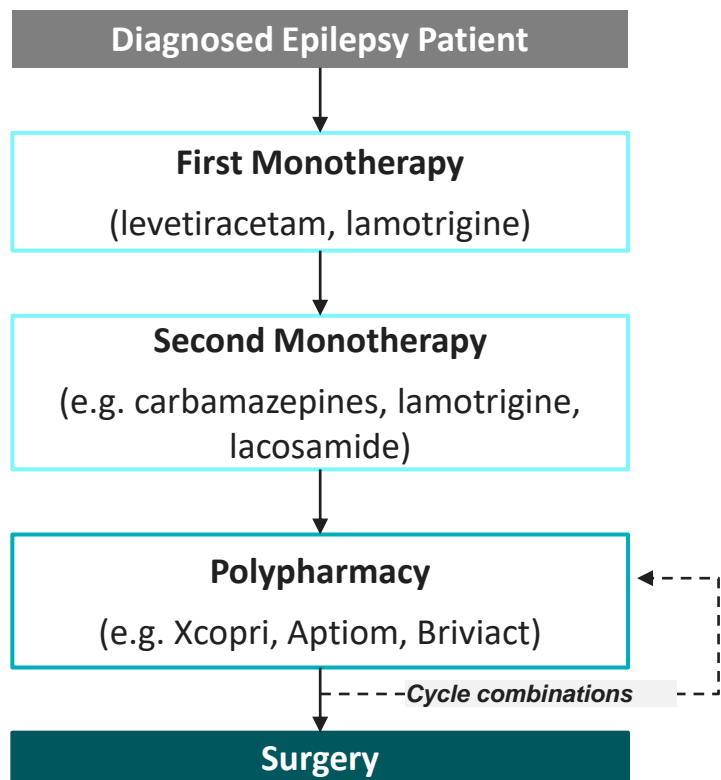 Diagnosed Epilepsy Patient
First Monotherapy
(levetiracetam, lamotrigine)
Second Monotherapy
(e.g. carbamazepines, lamotrigine,
lacosamide)
Polypharmacy
(e.g. Xcopri, Aptiom, Briviact)
Cycle combinations
Surgery